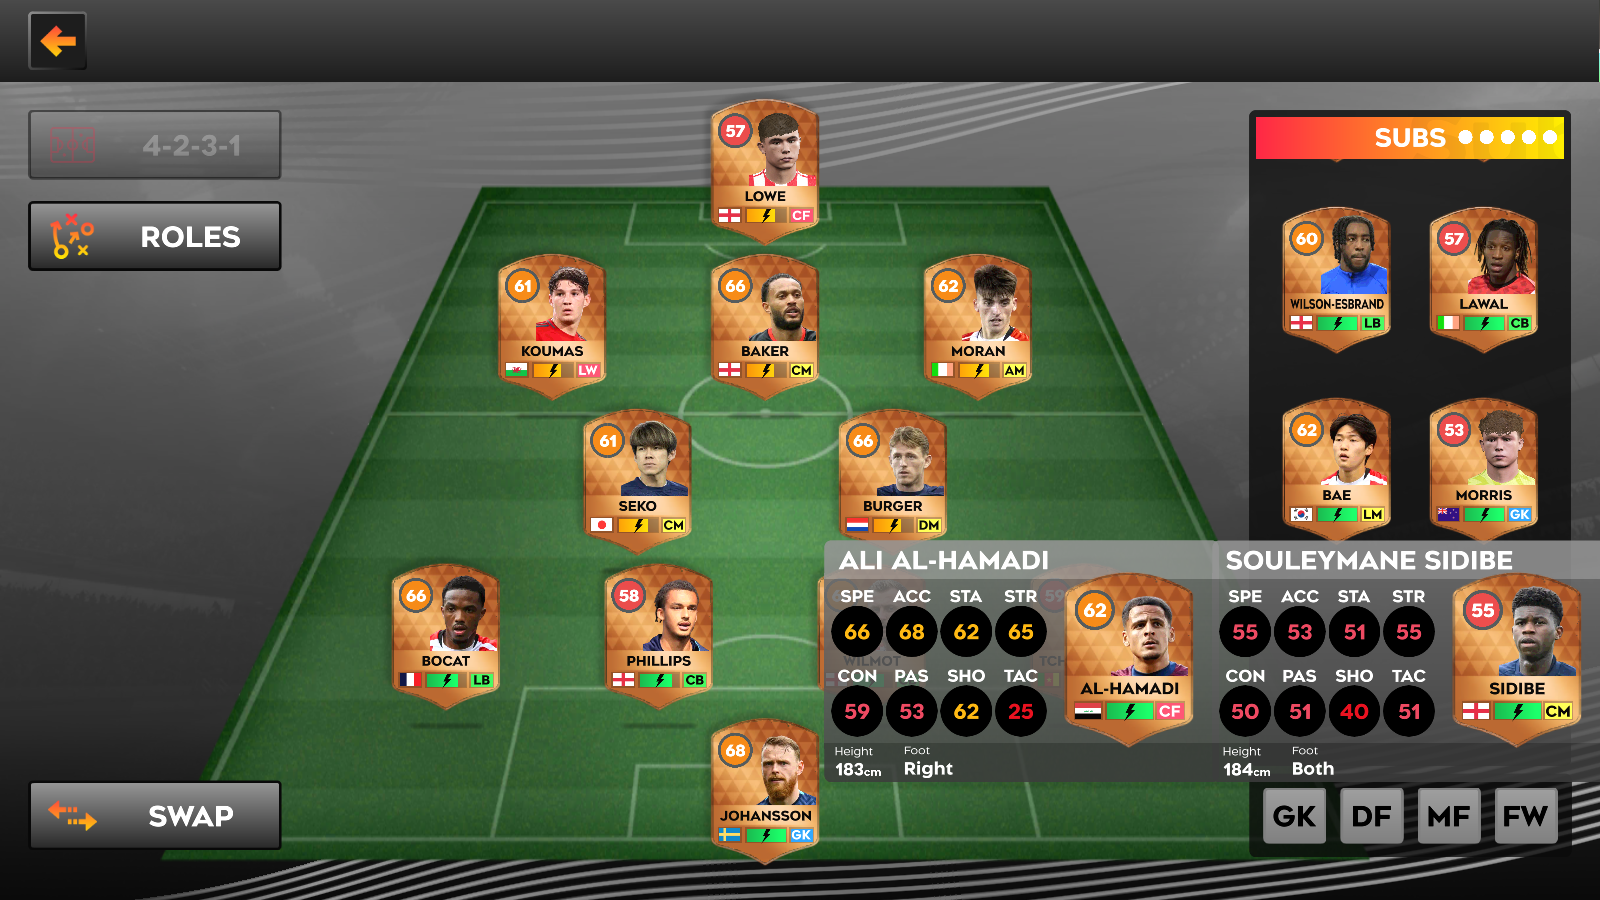 4-2-3-1
ROLES
SWAP
57
LOWE
CF
61
KOUMAS
LW
66
BAKER
CM
62
MORAN
AM
61
SEKO
CM
66
BURGER
DM
66
BOCAT
LB
58
PHILLIPS
CB
WILMOT
59
TCH
68
JOHANSSON
GK
SUBS
60
WILSON-ESBRAND
LB
57
LAWAL
CB
62
BAE
LM
53
MORRIS
GK
ALI AL-HAMADI
SPE ACC STA STR
66 68 62 65
CON PAS SHO TAC
59 53 62 25
Height Foot
183cm Right
62
AL-HAMADI
CF
SOULEYMANE SIDIBE
SPE ACC STA STR
55 53 51 55
CON PAS SHO TAC
50 51 40 51
Height Foot
184cm Both
55
SIDIBE
CM
GK DF MF FW